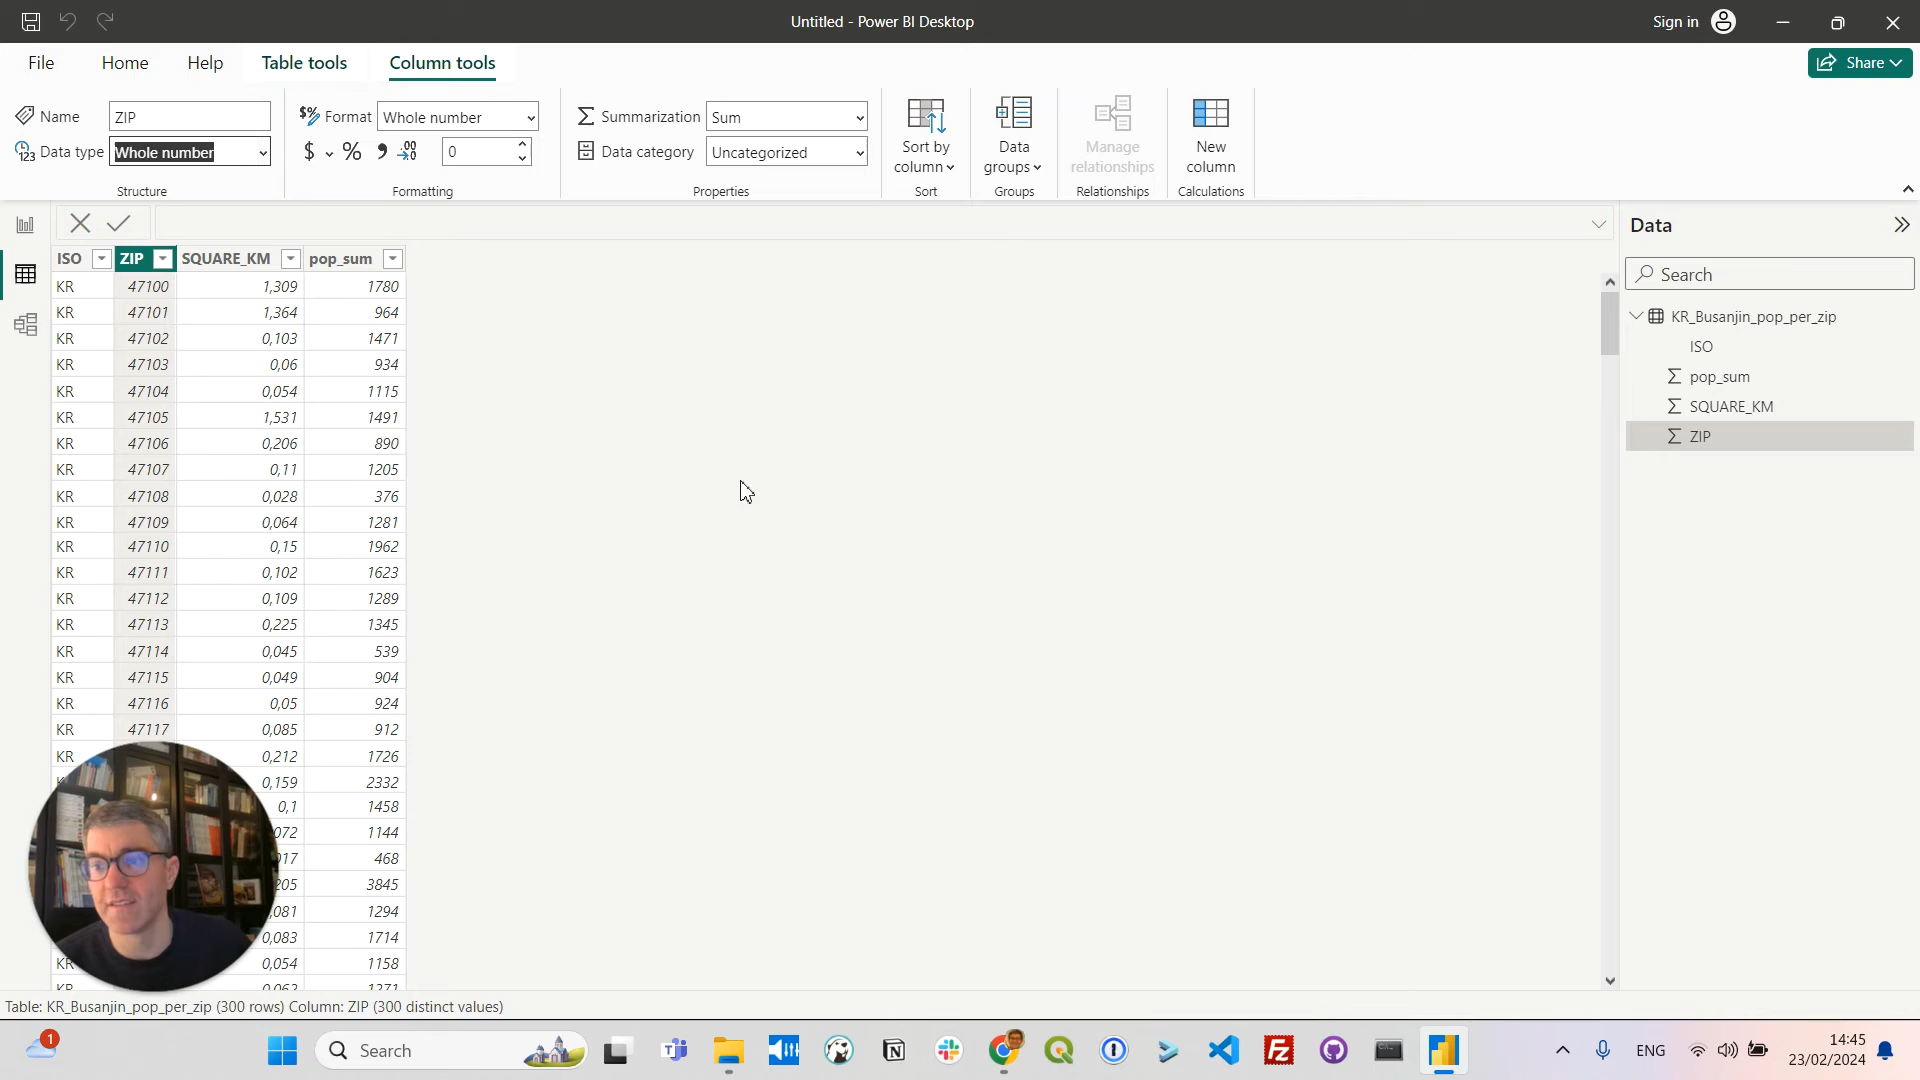 Untitled - Power BI Desktop
Sign in
File Home Help Table tools Column tools
Share
Name ZIP
Data type Whole number
Structure
Format Whole number
$ % 0
Formatting
Summarization Sum
Data category Uncategorized
Properties
Sort by
column
Sort
Data
groups
Groups
Manage
relationships
Relationships
New
column
Calculations
ISO ZIP SQUARE_KM pop_sum
KR 47100 1,309 1780
KR 47101 1,364 964
KR 47102 0,103 1471
KR 47103 0,06 934
KR 47104 0,054 1115
KR 47105 1,531 1491
KR 47106 0,206 890
KR 47107 0,11 1205
KR 47108 0,028 376
KR 47109 0,064 1281
KR 47110 0,15 1962
KR 47111 0,102 1623
KR 47112 0,109 1289
KR 47113 0,225 1345
KR 47114 0,045 539
KR 47115 0,049 904
KR 47116 0,05 924
KR 47117 0,085 912
KR 0,212 1726
0,159 2332
0,1 1458
072 1144
017 468
205 3845
,081 1294
0,083 1714
KR 0,054 1158
Data
Search
KR_Busanjin_pop_per_zip
ISO
pop_sum
SQUARE_KM
ZIP
Table: KR_Busanjin_pop_per_zip (300 rows) Column: ZIP (300 distinct values)
1
Search
ENG
14:45
23/02/2024